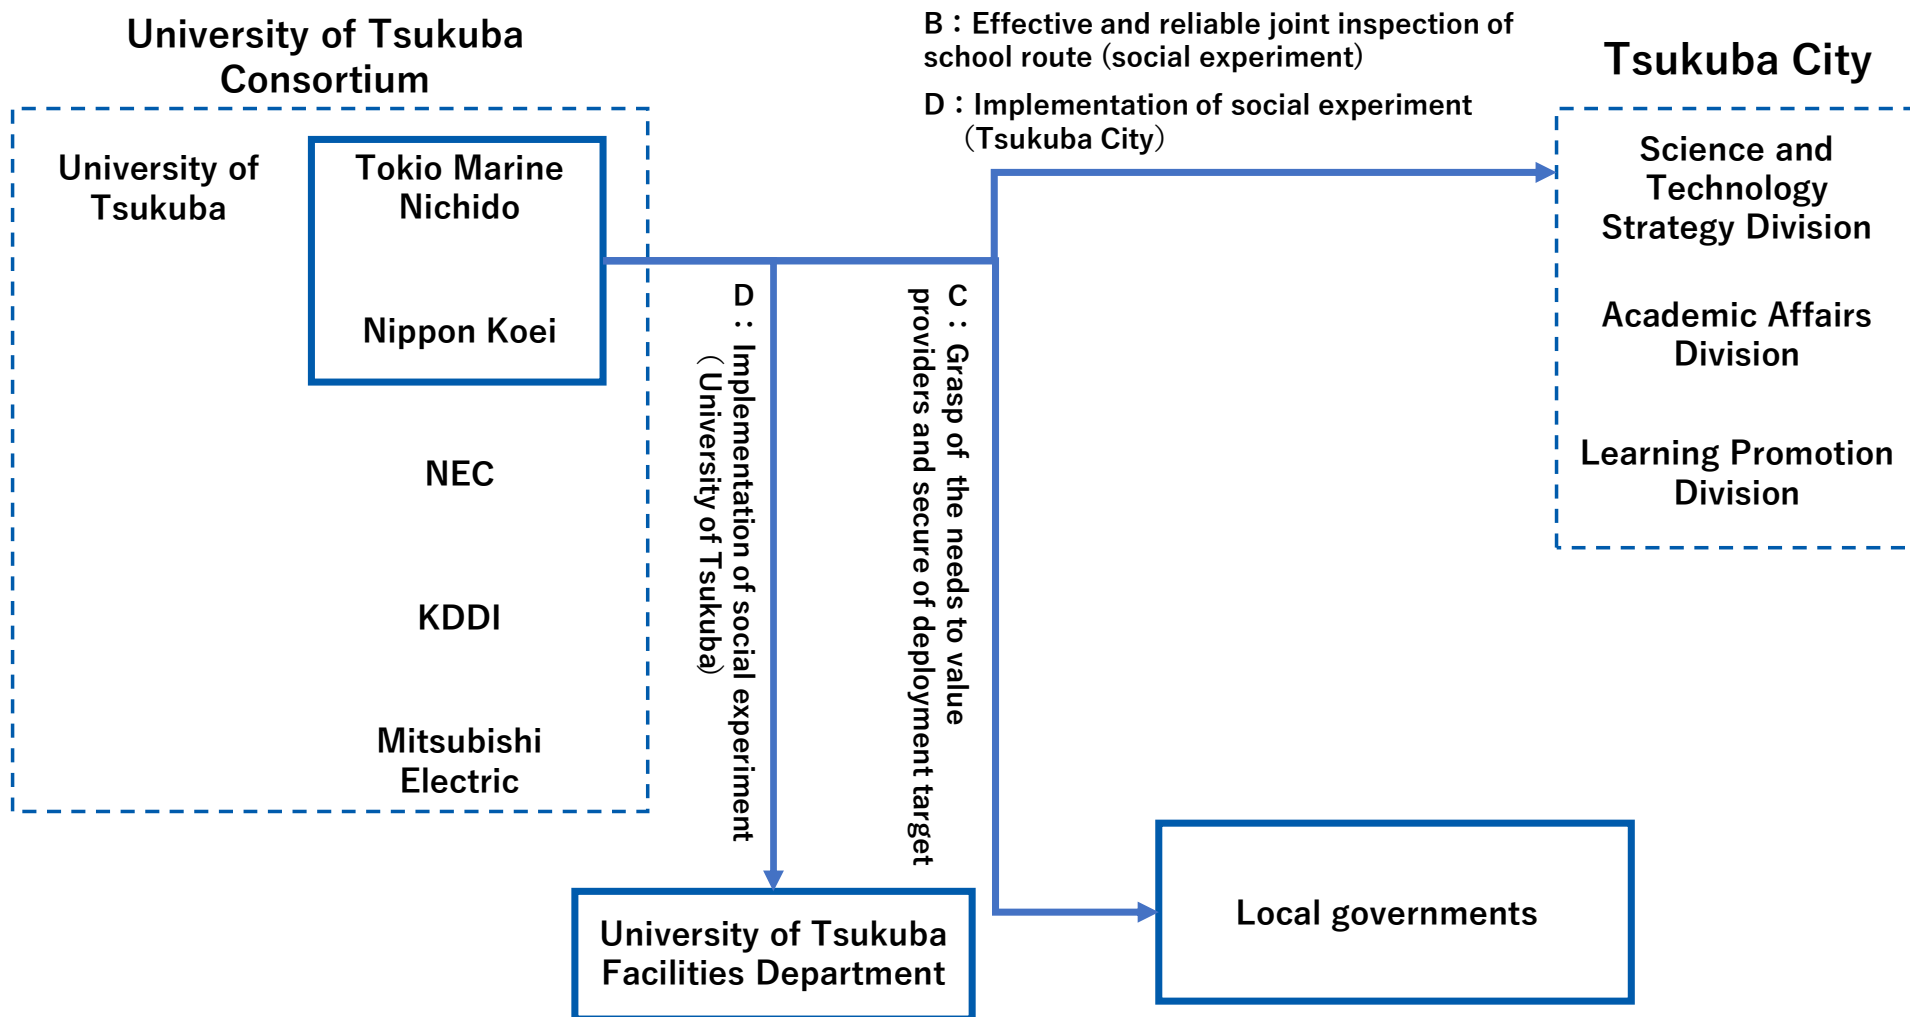 University of Tsukuba
Consortium
University of
Tsukuba
Tokio Marine
Nichido
Nippon Koei
NEC
KDDI
Mitsubishi
Electric
B：Effective and reliable joint inspection of
school route (social experiment)
D：Implementation of social experiment
（Tsukuba City）
D：Implementation of social experiment
（University of Tsukuba）
C：Grasp of the needs to value
providers and secure of deployment target
Tsukuba City
Science and
Technology
Strategy Division
Academic Affairs
Division
Learning Promotion
Division
University of Tsukuba
Facilities Department
Local governments